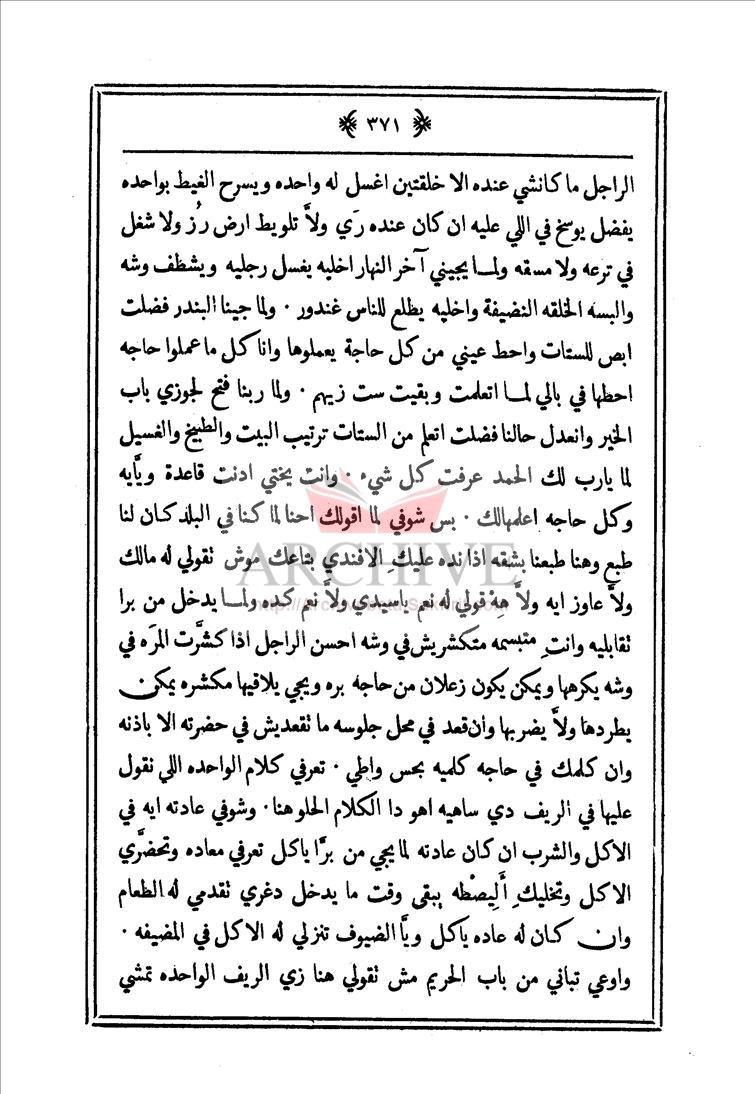 ﴿ ٣٧١ ﴾
الراجل ما كانشي عنده الا خلقتين اغسل له واحده ويسرح الغيط بواحده
يفضل يوسخ في اللي عليه ان كان عنده رَي ولاَّ تلويط ارض رُز ولا شغل
في ترعه ولا مسقه ولمـا يجيني آخر النهار اخليه يغسل رجليه ويشظف وشه
والبسه الخلقه النضيفة واخليه يطلع للناس غندور · ولما جينا البندر فضلت
ابص للستات واحط عيني من كل حاجة يعملوها وانا كل ما عملوا حاجه
احطها في بالي لمـا اتعلمت وبقيت ست زيهم · ولما ربنا فتح لجوزي باب
الخير وانعدل حالنا فضلت اتعلم من الستات ترتيب البيت والطبيخ والغسيل
لما يارب لك الحمد عرفت كل شيء · وانت يختي ادنت قاعدة ويَّايه
وكل حاجه اعلمهالك · بس شوفي لما اقولك احنا لما كنا في البلد كان لنا
طبع وهنا طبعنا بشقه اذا نده عليكِ الافندي بتاعك موش تقولي له مالك
ولاَّ عاوز ايه ولاَّ هِهْ قولي له نعم ياسيدي ولاَّ نعم كده ولمـا يدخل من برا
تقابليه وانتِ متبسمه متكشريش في وشه احسن الراجل اذا كشَّرت المرَه في
وشه يكرهها ويمكن يكون زعلان من حاجه بره ويجي يلاقيها مكشره يمكن
يطردها ولاَّ يضربها وان قعد في محل جلوسه ما تقعديش في حضرته الا باذنه
وان كلمك في حاجه كلميه بحس واطي · تعرفي كلام الواحده اللي نقول
عليها في الريف دي ساهيه اهو دا الكلام الحلو هنا · وشوفي عادته ايه في
الاكل والشرب ان كان عادته لما يجي من برَّا ياكل تعرفي معاده وتحضَّري
الاكل وتخليكِ أَلِيصْطه يبقى وقت ما يدخل دغري تقدمي له الطعام
وان كان له عاده ياكل ويَّا الضيوف تنزلي له الاكل في المضيفه ·
واوعي تباني من باب الحريم مش تقولي هنا زي الريف الواحده تمشي
ARCHIVE